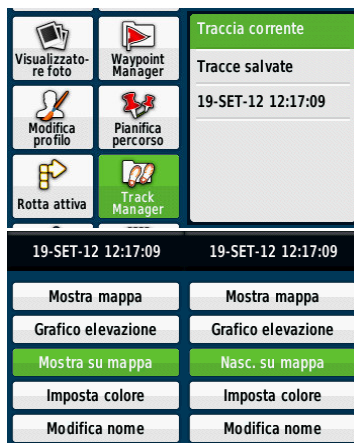 Visualizzato-
re foto
Waypoint
Manager
Modifica
profilo
Pianifica
percorso
Rotta attiva
Track
Manager
Traccia corrente
Tracce salvate
19-SET-12 12:17:09
19-SET-12 12:17:09
Mostra mappa
Grafico elevazione
Mostra su mappa
Imposta colore
Modifica nome
19-SET-12 12:17:09
Mostra mappa
Grafico elevazione
Nasc. su mappa
Imposta colore
Modifica nome